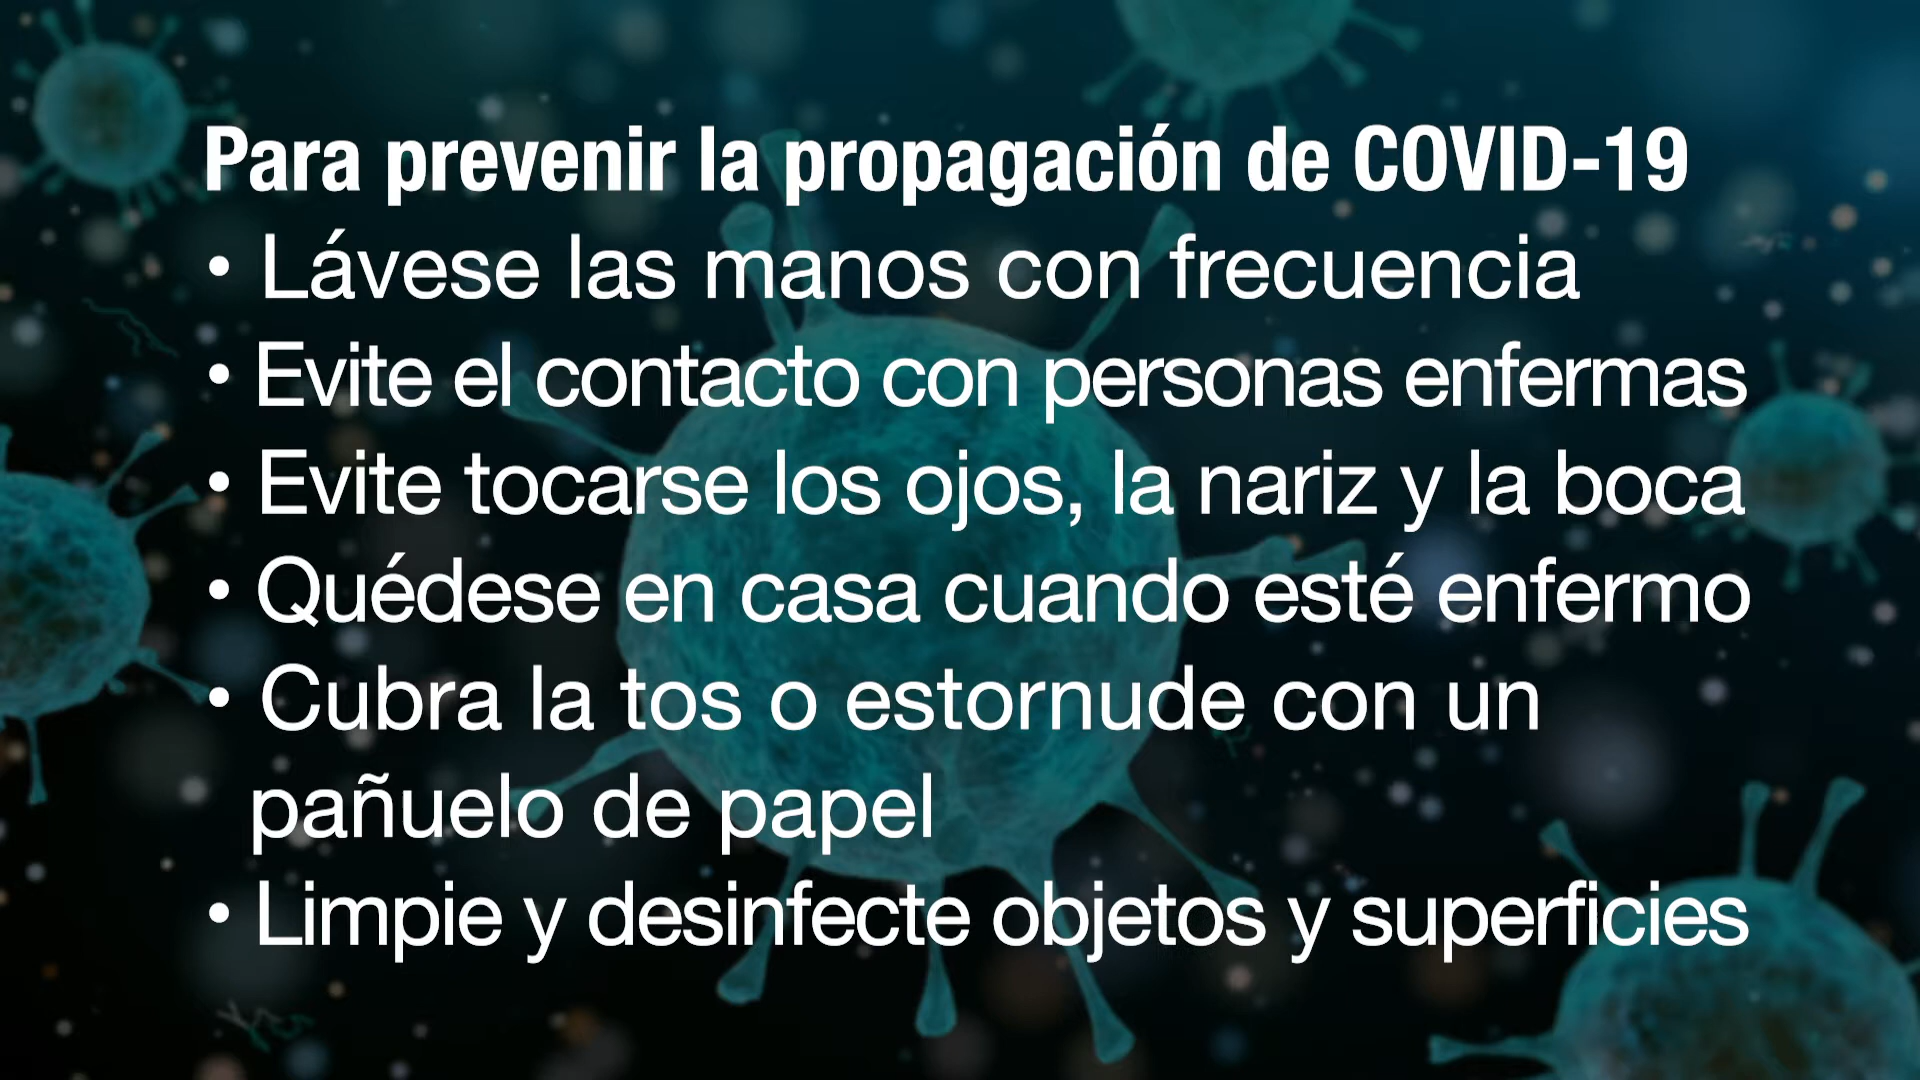 Para prevenir la propagación de COVID-19
• Lávese las manos con frecuencia
• Evite el contacto con personas enfermas
• Evite tocarse los ojos, la nariz y la boca
• Quédese en casa cuando esté enfermo
• Cubra la tos o estornude con un
pañuelo de papel
• Limpie y desinfecte objetos y superficies